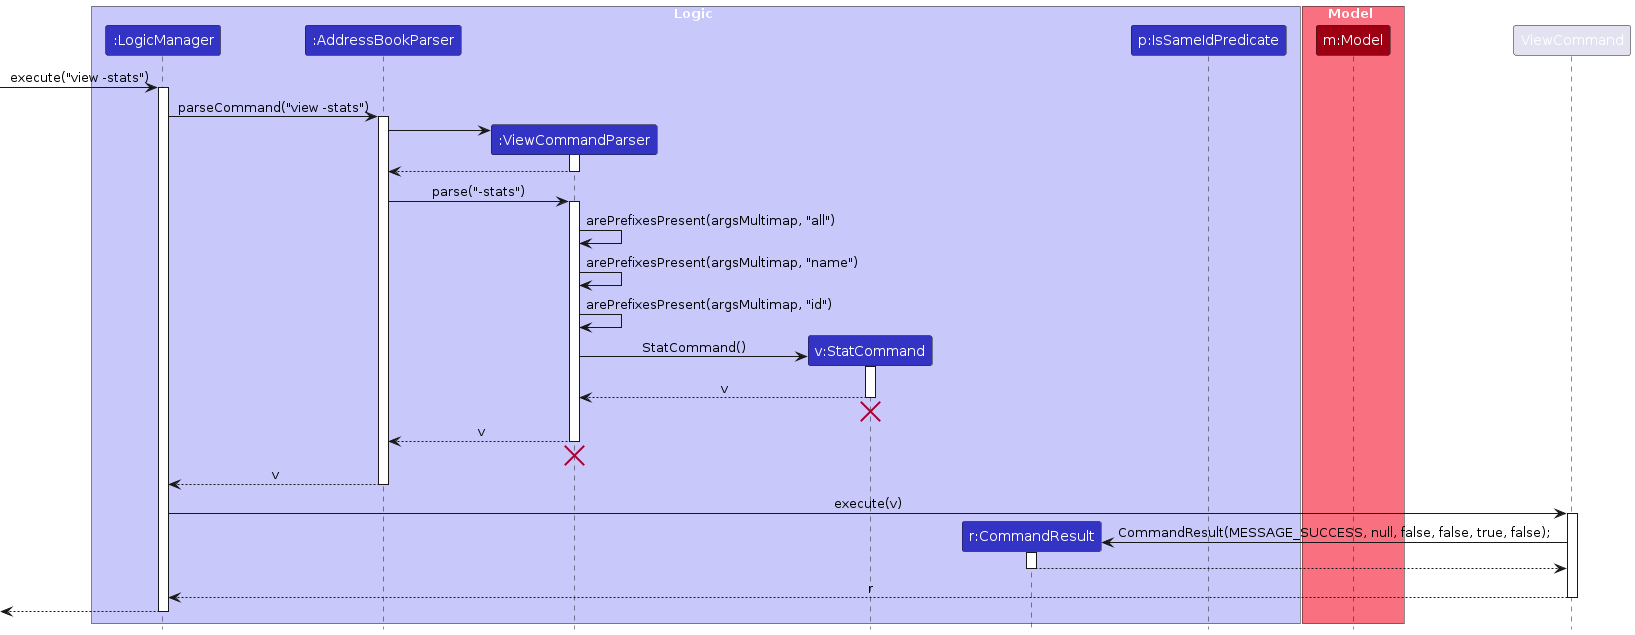 Logic
Model
:LogicManager
:AddressBookParser
p:IsSameIdPredicate
m:Model
ViewCommand
execute("view -stats")
parseCommand("view -stats")
:ViewCommandParser
parse("-stats")
arePrefixesPresent(argsMultimap, "all")
arePrefixesPresent(argsMultimap, "name")
arePrefixesPresent(argsMultimap, "id")
StatCommand()
v:StatCommand
v
v
v
execute(v)
r:CommandResult
CommandResult(MESSAGE_SUCCESS, null, false, false, true, false);
r